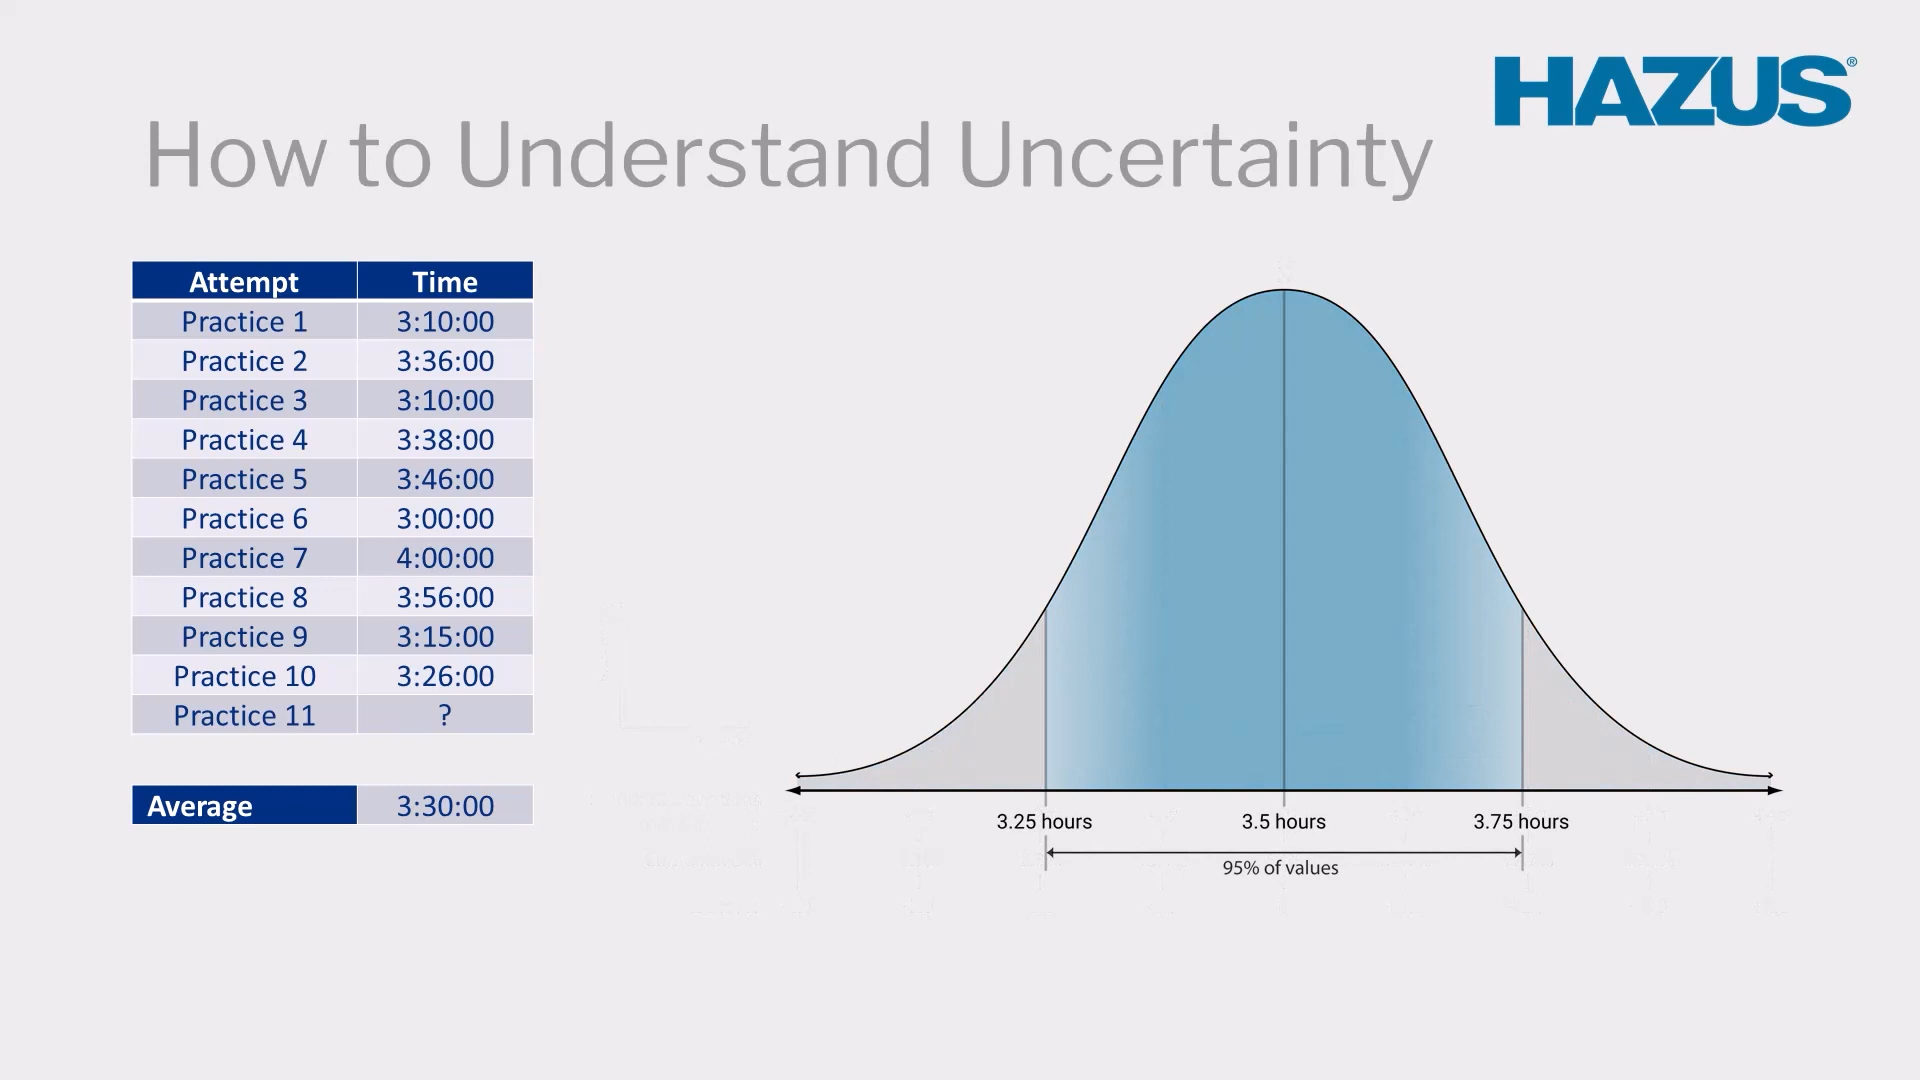 HAZUS®
How to Understand Uncertainty
Attempt Time
Practice 1 3:10:00
Practice 2 3:36:00
Practice 3 3:10:00
Practice 4 3:38:00
Practice 5 3:46:00
Practice 6 3:00:00
Practice 7 4:00:00
Practice 8 3:56:00
Practice 9 3:15:00
Practice 10 3:26:00
Practice 11 ?
Average 3:30:00
3.25 hours 3.5 hours 3.75 hours
95% of values